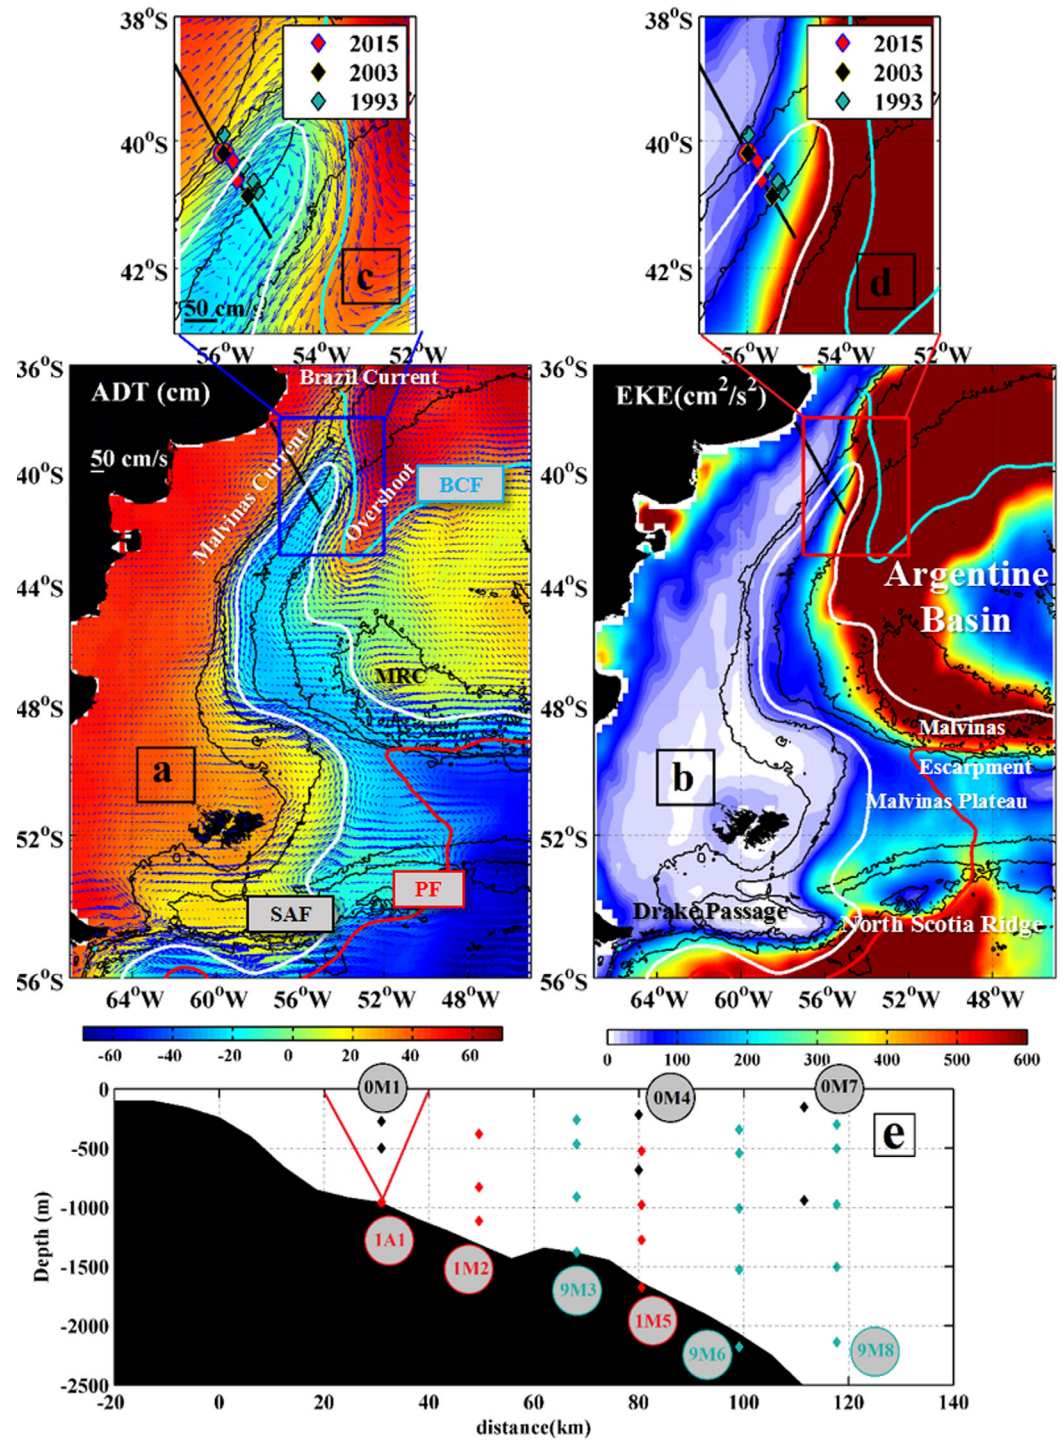 38°S
2015
2003
1993
40°S
42°S
c
50 cm/s
56°W
54°W
52°W
38°S
2015
2003
1993
40°S
42°S
d
56°W
54°W
52°W
36°S
ADT (cm)
Brazil Current
50 cm/s
40°S
Malvinas Current
Overshoot
BCF
44°S
MRC
48°S
a
52°S
PF
SAF
56°S
64°W
60°W
56°W
52°W
48°W
-60
-40
-20
0
20
40
60
36°S
EKE(cm²/s²)
40°S
44°S
Argentine
Basin
48°S
Malvinas
Escarpment
b
Malvinas Plateau
52°S
Drake Passage
North Scotia Ridge
56°S
64°W
60°W
56°W
52°W
48°W
0
100
200
300
400
500
600
0
-500
-1000
-1500
-2000
-2500
Depth (m)
0M1
0M4
0M7
e
1A1
1M2
9M3
1M5
9M6
9M8
-20
0
20
40
60
80
100
120
140
distance(km)